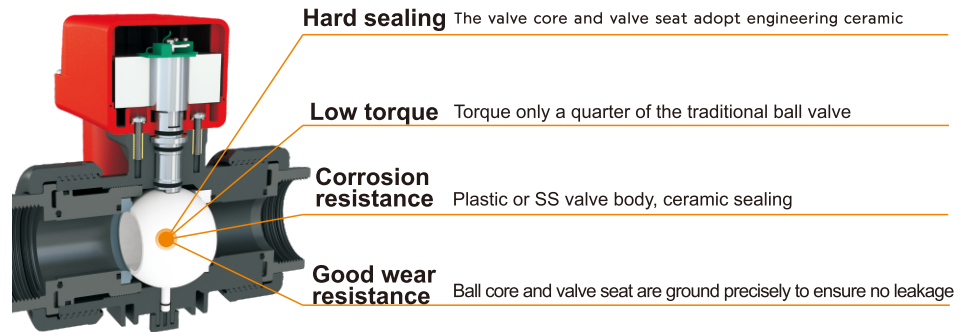 Hard sealing The valve core and valve seat adopt engineering ceramic
Low torque Torque only a quarter of the traditional ball valve
Corrosion
resistance Plastic or SS valve body, ceramic sealing
Good wear
resistance Ball core and valve seat are ground precisely to ensure no leakage